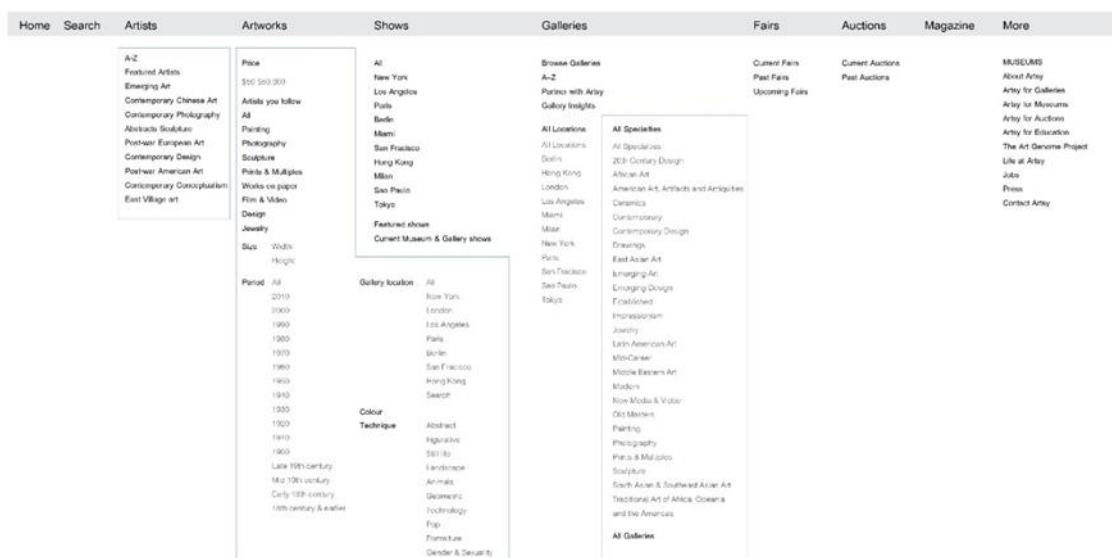 Home Search Artists Artworks Shows Galleries Fairs Auctions Magazine More
A-Z
Featured Artists
Emerging Art
Contemporary Chinese Art
Contemporary Photography
Abstracts Sculpture
Post-war European Art
Contemporary Design
Post-war American Art
Contemporary Conceptualism
East Village art
Price
$50 $50,000
Artists you follow
All
Painting
Photography
Sculpture
Prints & Multiples
Works on paper
Film & Video
Design
Jewelry
Size Width
Height
Period All
2010
2000
1990
1980
1970
1960
1950
1940
1930
1920
1910
1900
Late 19th century
Mid 19th century
Early 19th century
18th century & earlier
All
New York
Los Angeles
Paris
Berlin
Miami
San Fracisco
Hong Kong
Milan
Sao Paulo
Tokyo
Featured shows
Current Museum & Gallery shows
Gallery location All
New York
London
Los Angeles
Paris
Berlin
San Fracisco
Hong Kong
Search
Colour
Technique Abstract
Figurative
Still life
Landscape
Animals
Geometric
Technology
Pop
Gender & Sexuality
Browse Galleries
A–Z
Partner with Artsy
Gallery Insights
All Locations
All Locations
Berlin
Hong Kong
London
Los Angeles
Miami
Milan
New York
Paris
San Fracisco
Sao Paulo
Tokyo
All Specialties
All Specialties
20th Century Design
African Art
American Art, Artifacts and Antiquities
Ceramics
Contemporary
Contemporary Design
Drawings
East Asian Art
Emerging Art
Emerging Design
Established
Impressionism
Jewelry
Latin American Art
Mid-Career
Middle Eastern Art
Modern
New Media & Video
Old Masters
Painting
Photography
Prints & Multiples
Sculpture
South Asian & Southeast Asian Art
Traditional Art of Africa, Oceania
and the Americas
All Galleries
Current Fairs
Past Fairs
Upcoming Fairs
Current Auctions
Past Auctions
MUSEUMS
About Artsy
Artsy for Galleries
Artsy for Museums
Artsy for Auctions
Artsy for Education
The Art Genome Project
Life at Artsy
Jobs
Press
Contact Artsy